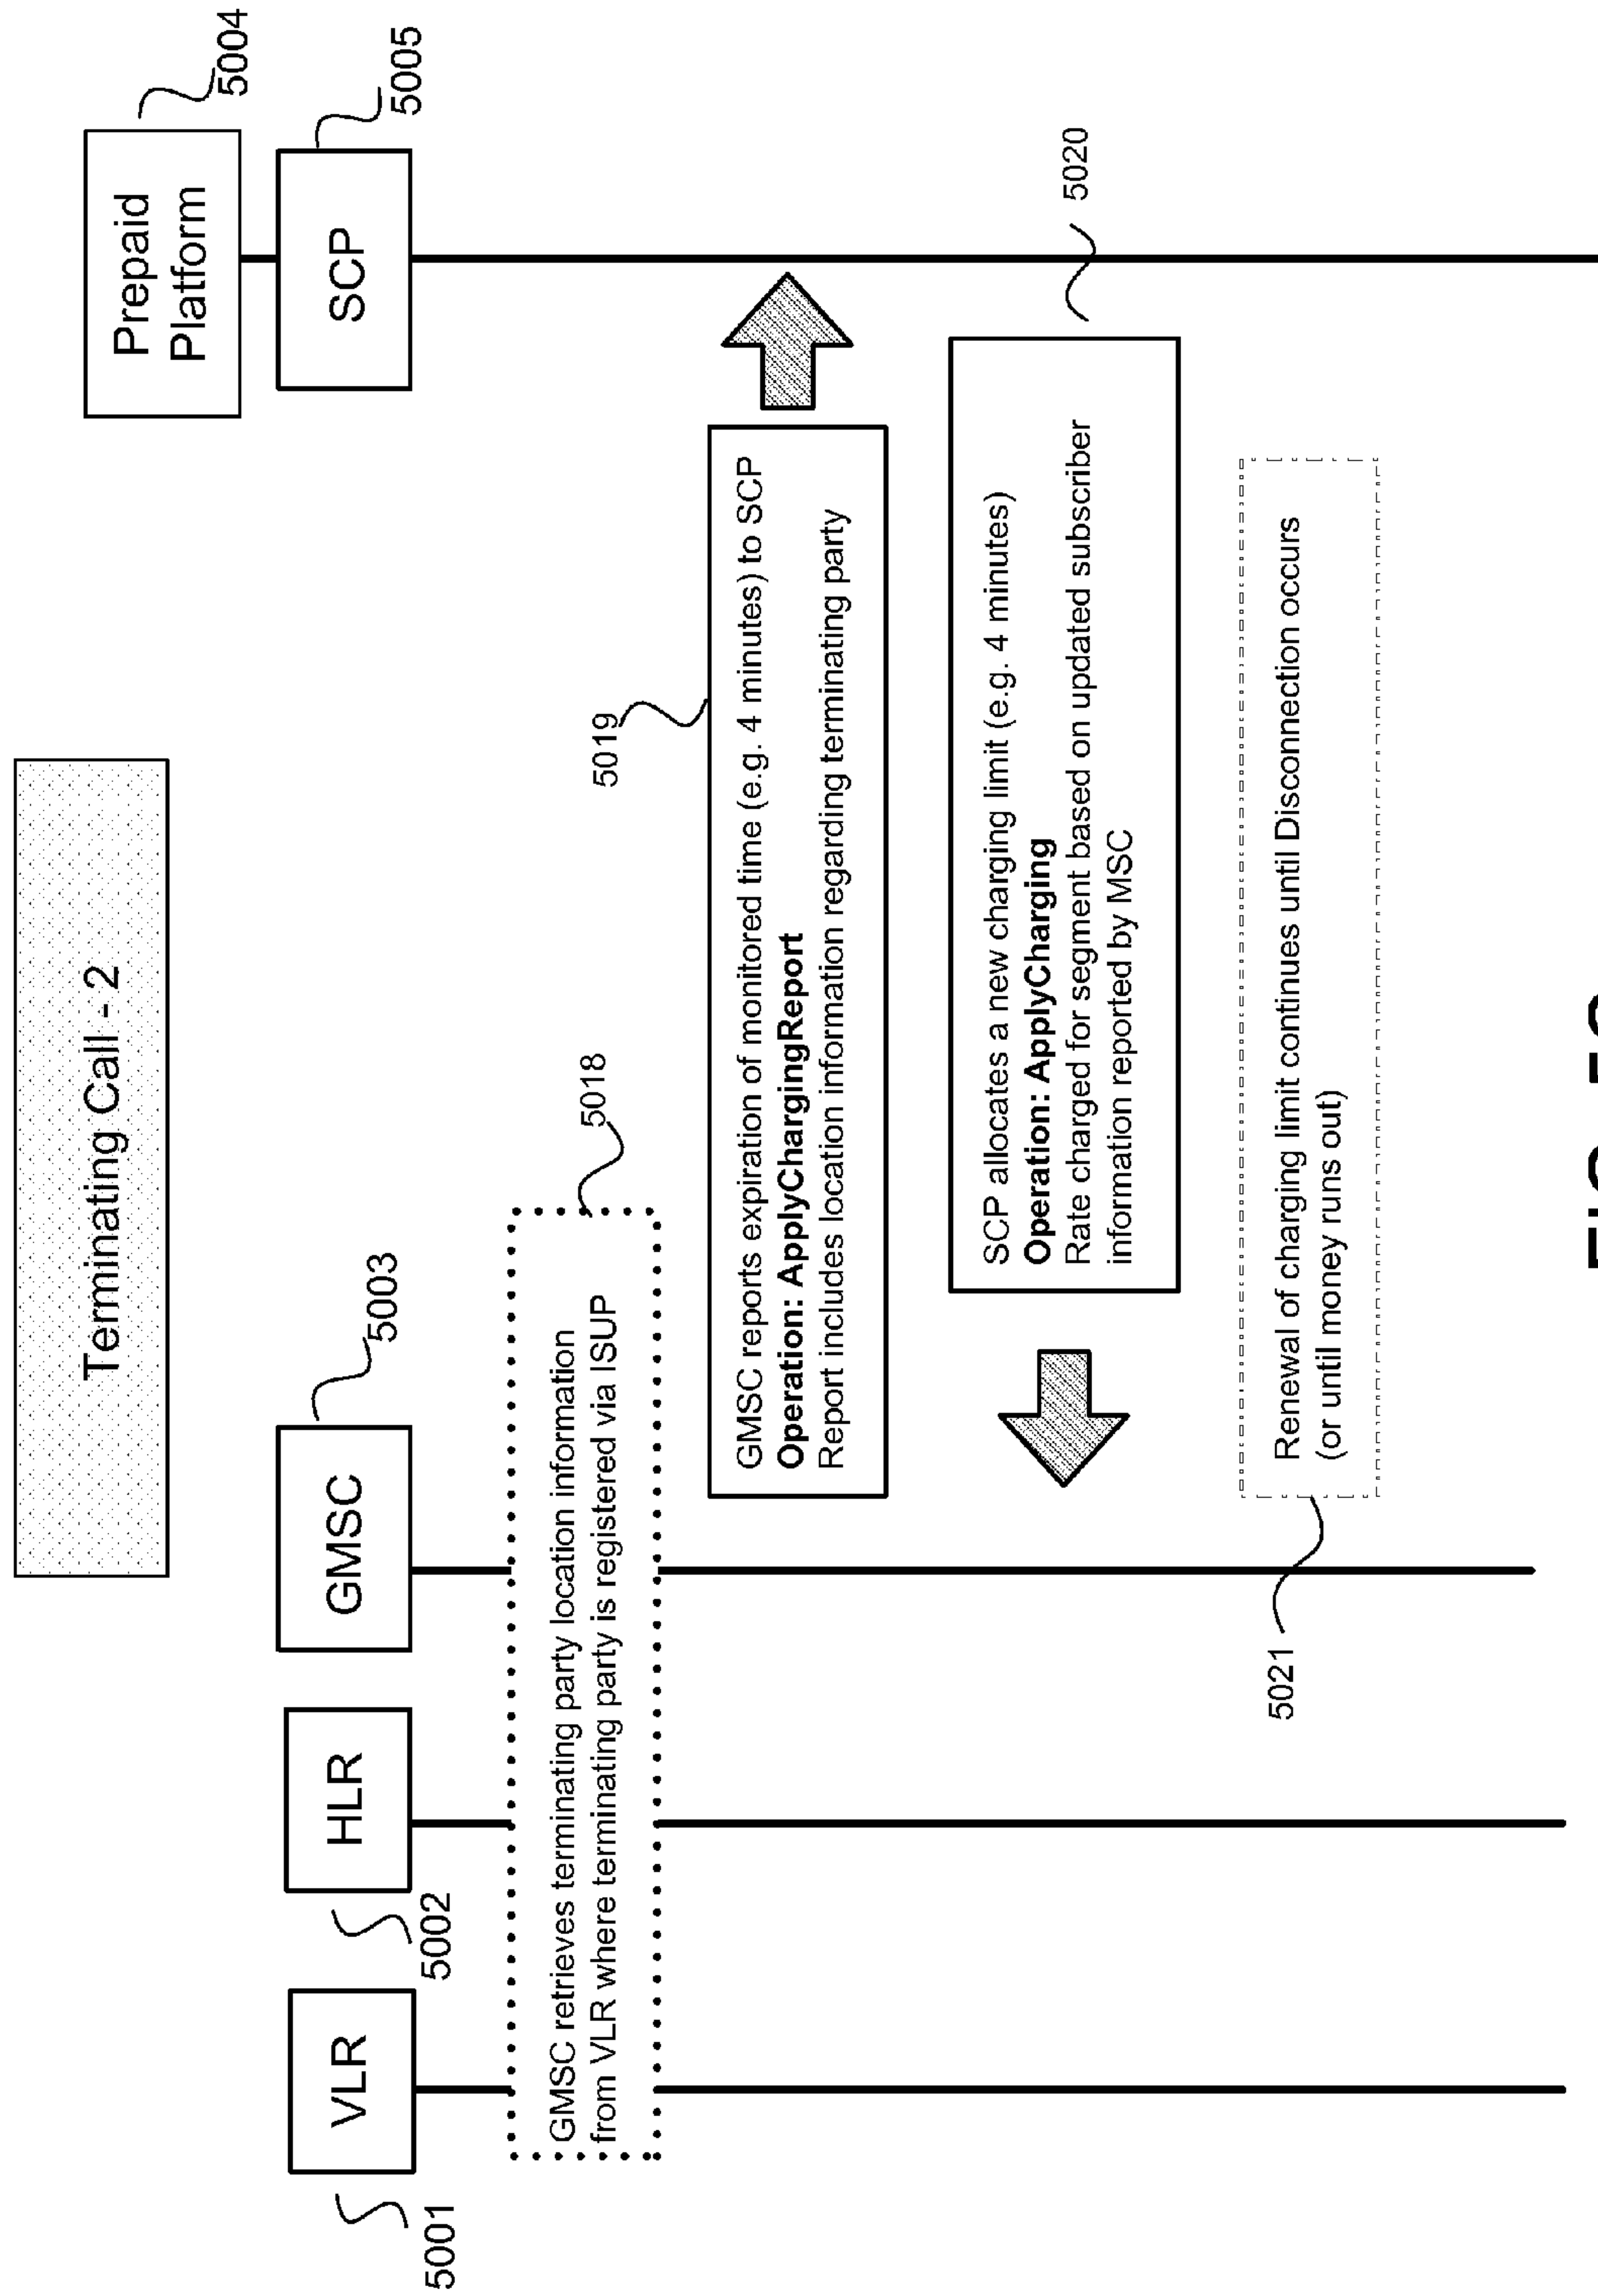 Terminating Call - 2
Prepaid
Platform
5004
VLR
HLR
GMSC
SCP
5001
5002
5003
5005
GMSC retrieves terminating party location information
from VLR where terminating party is registered via ISUP
5018
5019
GMSC reports expiration of monitored time (e.g. 4 minutes) to SCP
Operation: ApplyChargingReport
Report includes location information regarding terminating party
SCP allocates a new charging limit (e.g. 4 minutes)
Operation: ApplyCharging
Rate charged for segment based on updated subscriber
information reported by MSC
5020
5021
Renewal of charging limit continues until Disconnection occurs
(or until money runs out)